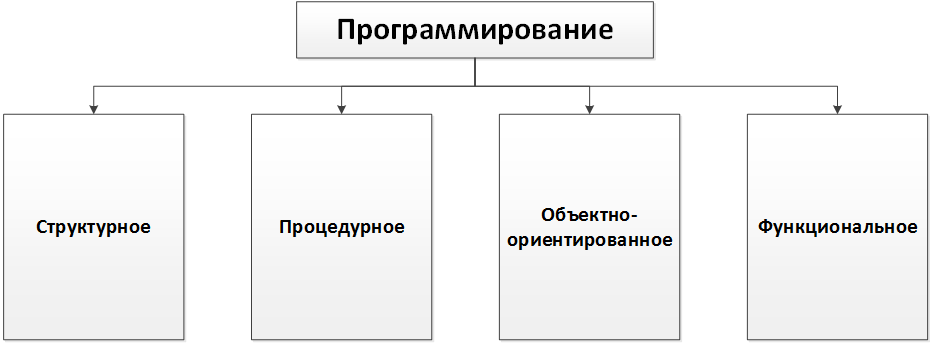 Программирование
Структурное
Процедурное
Объектно-
ориентированное
Функциональное